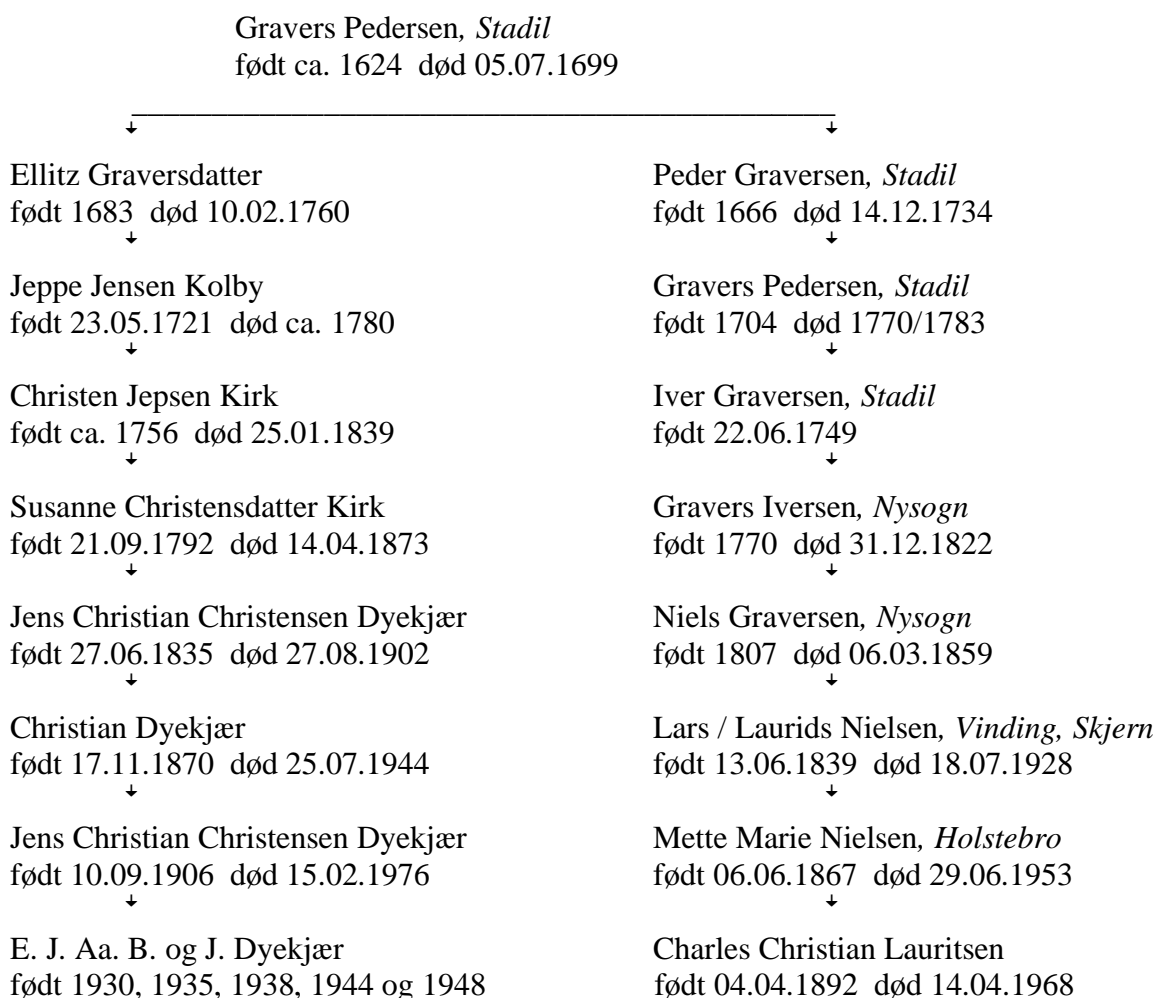 Gravers Pedersen, Stadil
født ca. 1624 død 05.07.1699
Ellitz Graversdatter
født 1683 død 10.02.1760
Peder Graversen, Stadil
født 1666 død 14.12.1734
Jeppe Jensen Kolby
født 23.05.1721 død ca. 1780
Gravers Pedersen, Stadil
født 1704 død 1770/1783
Christen Jepsen Kirk
født ca. 1756 død 25.01.1839
Iver Graversen, Stadil
født 22.06.1749
Susanne Christensdatter Kirk
født 21.09.1792 død 14.04.1873
Gravers Iversen, Nysogn
født 1770 død 31.12.1822
Jens Christian Christensen Dyekjær
født 27.06.1835 død 27.08.1902
Niels Graversen, Nysogn
født 1807 død 06.03.1859
Christian Dyekjær
født 17.11.1870 død 25.07.1944
Lars / Laurids Nielsen, Vinding, Skjern
født 13.06.1839 død 18.07.1928
Jens Christian Christensen Dyekjær
født 10.09.1906 død 15.02.1976
Mette Marie Nielsen, Holstebro
født 06.06.1867 død 29.06.1953
E. J. Aa. B. og J. Dyekjær
født 1930, 1935, 1938, 1944 og 1948
Charles Christian Lauritsen
født 04.04.1892 død 14.04.1968